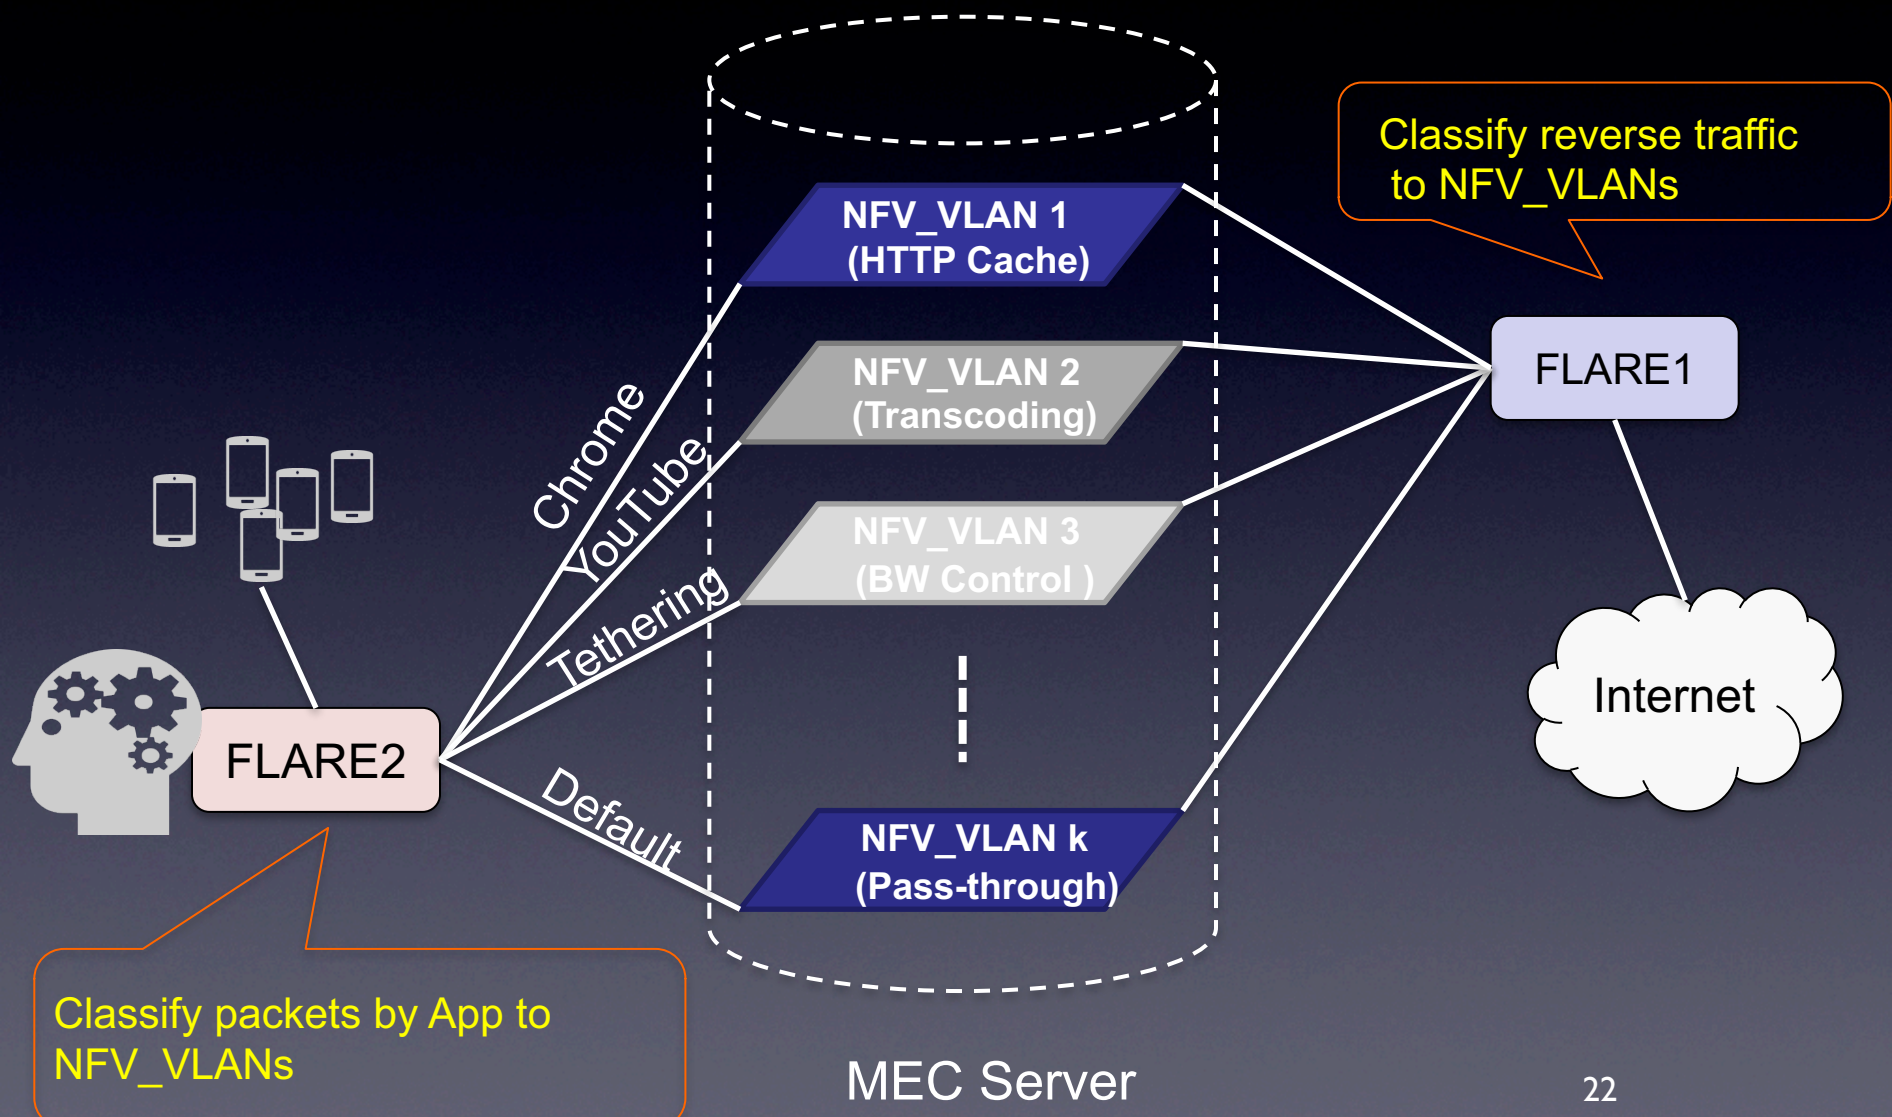 Classify reverse traffic
to NFV_VLANs
NFV_VLAN 1
(HTTP Cache)
NFV_VLAN 2
(Transcoding)
NFV_VLAN 3
(BW Control )
NFV_VLAN k
(Pass-through)
Chrome
YouTube
Tethering
Default
FLARE1
FLARE2
Internet
Classify packets by App to
NFV_VLANs
MEC Server
22